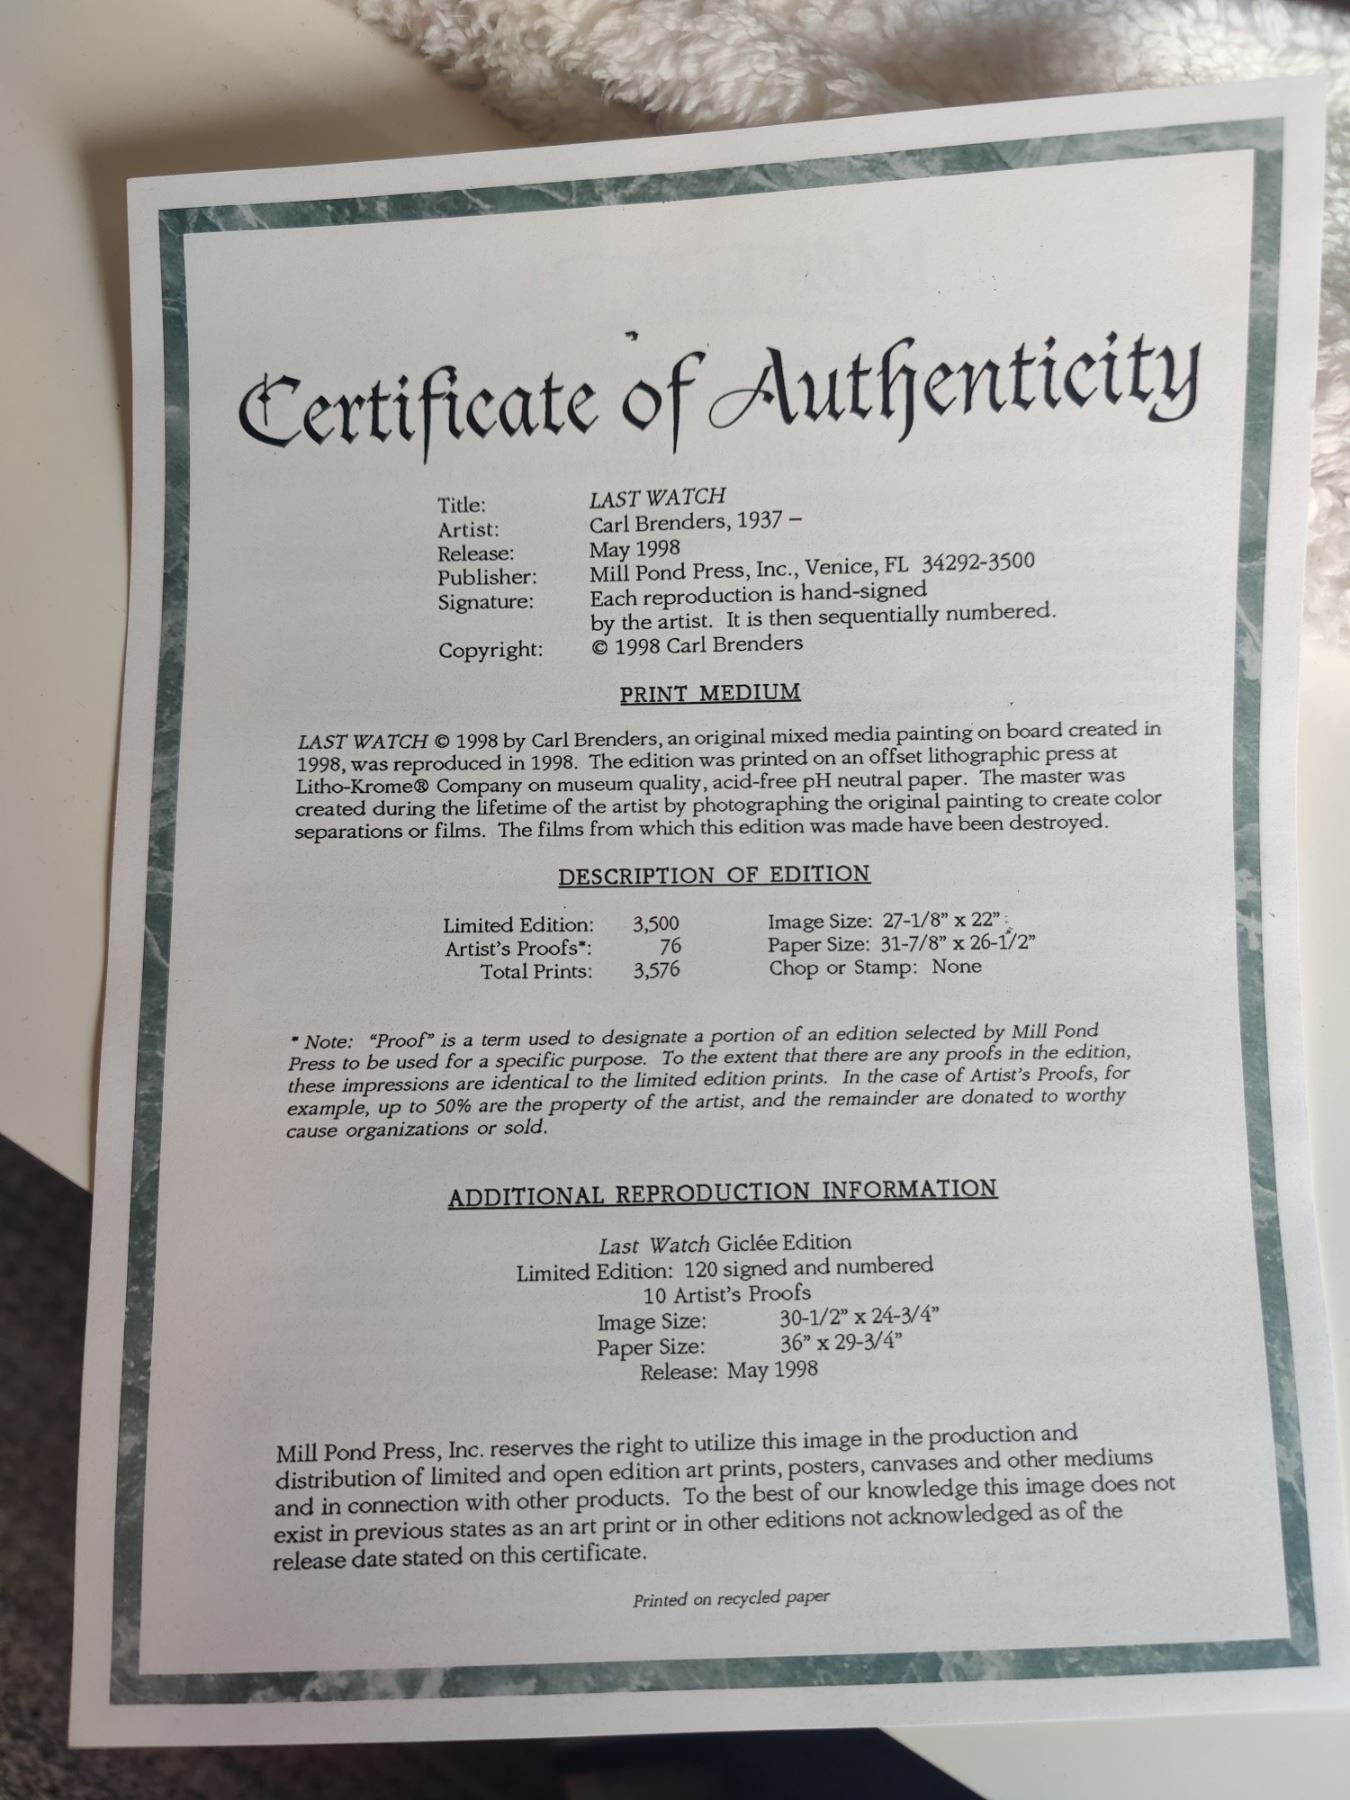 Certificate of Authenticity
Title: LAST WATCH
Artist: Carl Brenders, 1937 –
Release: May 1998
Publisher: Mill Pond Press, Inc., Venice, FL 34292-3500
Signature: Each reproduction is hand-signed
by the artist. It is then sequentially numbered.
Copyright: © 1998 Carl Brenders
PRINT MEDIUM
LAST WATCH © 1998 by Carl Brenders, an original mixed media painting on board created in
1998, was reproduced in 1998. The edition was printed on an offset lithographic press at
Litho-Krome® Company on museum quality, acid-free pH neutral paper. The master was
created during the lifetime of the artist by photographing the original painting to create color
separations or films. The films from which this edition was made have been destroyed.
DESCRIPTION OF EDITION
Limited Edition: 3,500 Image Size: 27-1/8" x 22"
Artist's Proofs*: 76 Paper Size: 31-7/8" x 26-1/2"
Total Prints: 3,576 Chop or Stamp: None
* Note: "Proof" is a term used to designate a portion of an edition selected by Mill Pond
Press to be used for a specific purpose. To the extent that there are any proofs in the edition,
these impressions are identical to the limited edition prints. In the case of Artist's Proofs, for
example, up to 50% are the property of the artist, and the remainder are donated to worthy
cause organizations or sold.
ADDITIONAL REPRODUCTION INFORMATION
Last Watch Giclée Edition
Limited Edition: 120 signed and numbered
10 Artist's Proofs
Image Size: 30-1/2" x 24-3/4"
Paper Size: 36" x 29-3/4"
Release: May 1998
Mill Pond Press, Inc. reserves the right to utilize this image in the production and
distribution of limited and open edition art prints, posters, canvases and other mediums
and in connection with other products. To the best of our knowledge this image does not
exist in previous states as an art print or in other editions not acknowledged as of the
release date stated on this certificate.
Printed on recycled paper